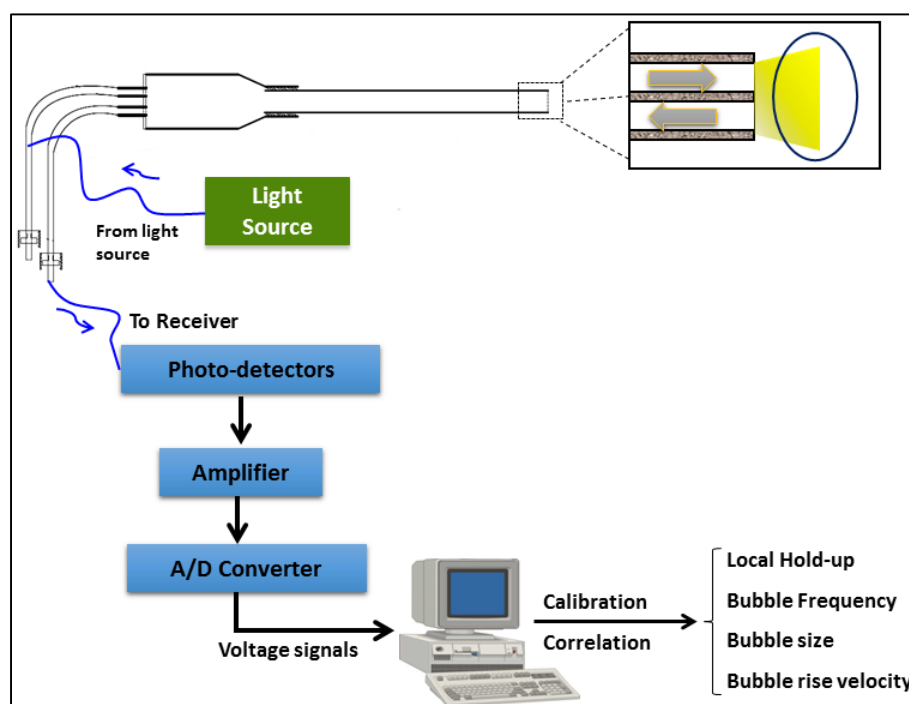 Light
Source
From light
source
To Receiver
Photo-detectors
Amplifier
A/D Converter
Voltage signals
Calibration
Correlation
Local Hold-up
Bubble Frequency
Bubble size
Bubble rise velocity